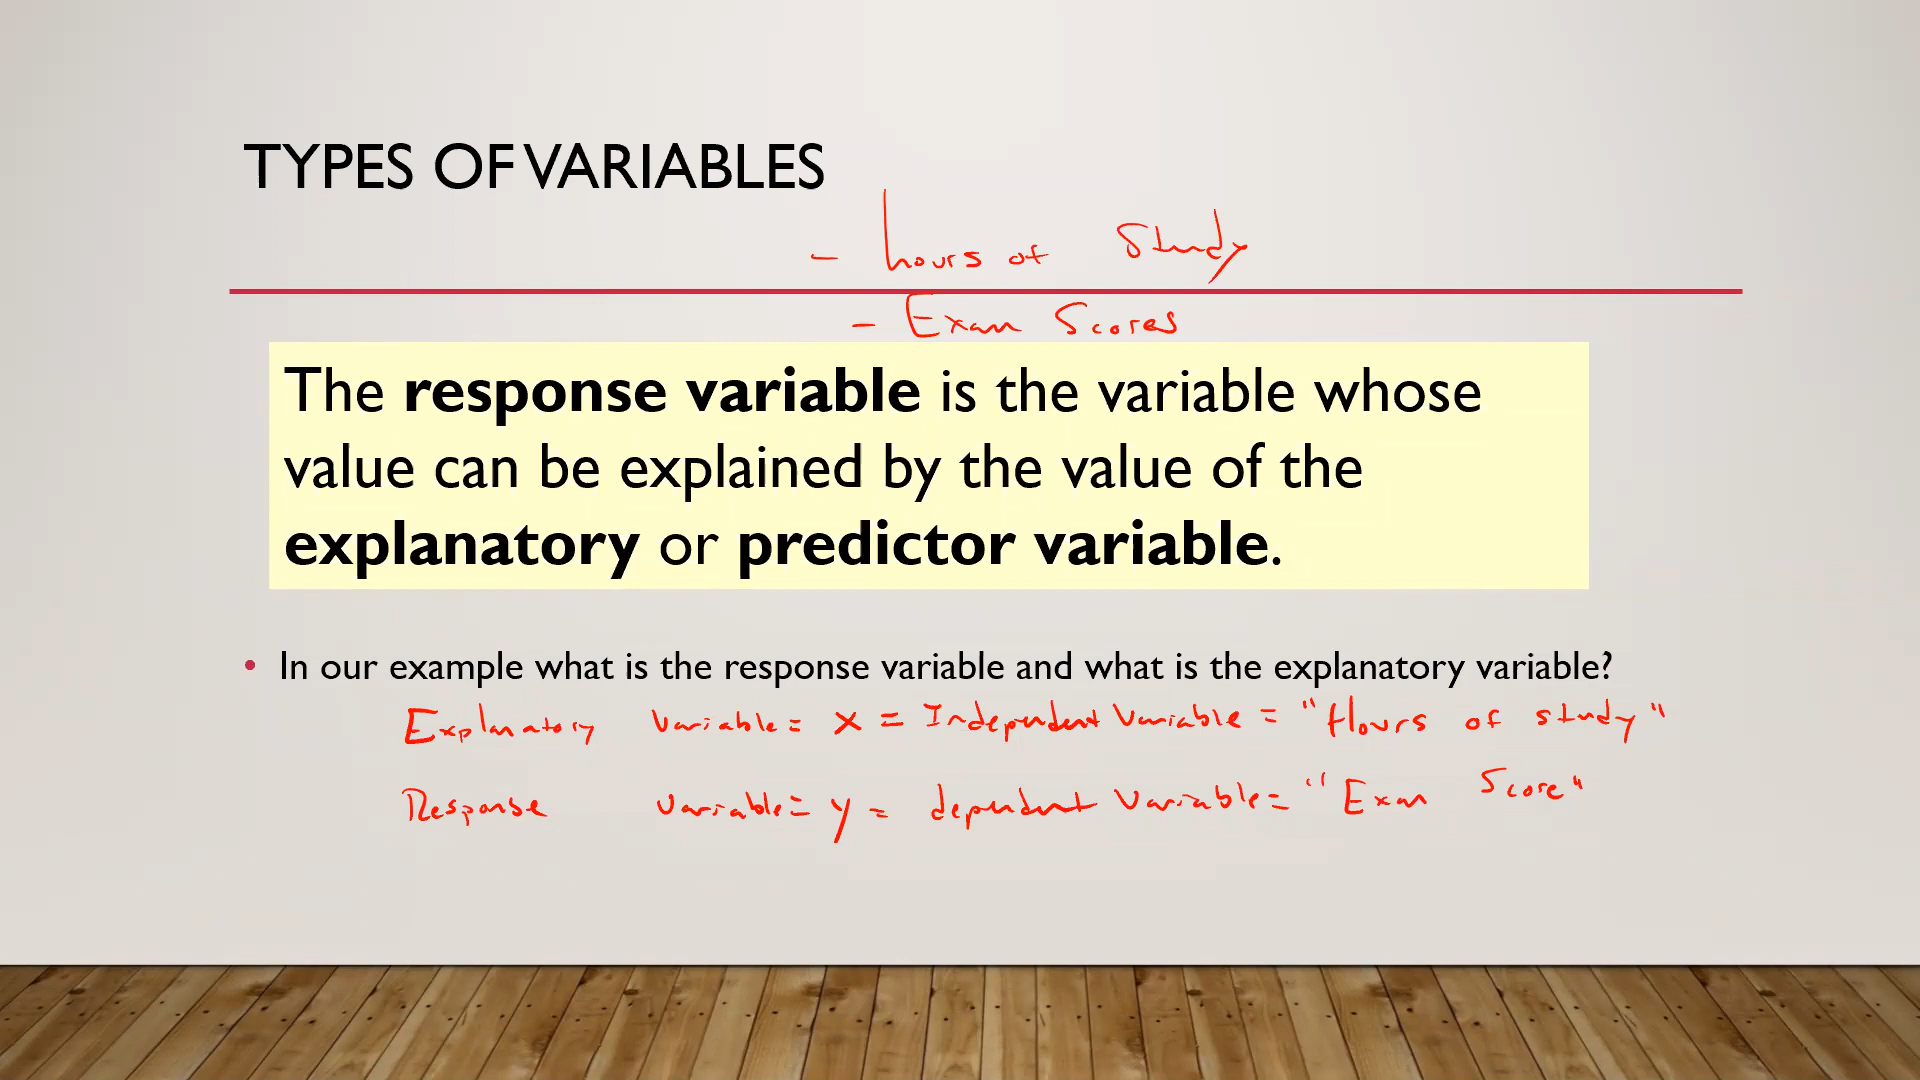 TYPES OF VARIABLES
- hours of Study
- Exam Scores
The response variable is the variable whose
value can be explained by the value of the
explanatory or predictor variable.
• In our example what is the response variable and what is the explanatory variable?
Explanatory Variable = x = Independent Variable = "Hours of study"
Response Variable = y = dependent Variable = "Exam Score"